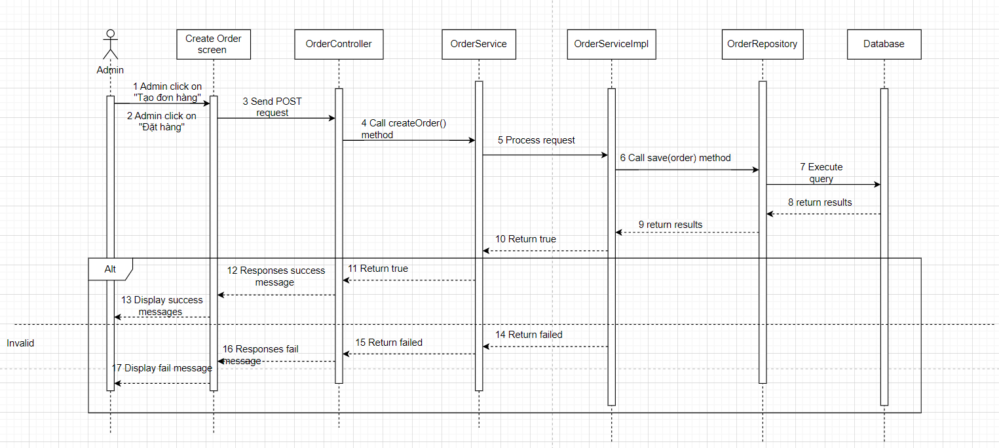 Create Order
screen
OrderController
OrderService
OrderServiceImpl
OrderRepository
Database
Admin
1 Admin click on
"Tạo đơn hàng"
2 Admin click on
"Đặt hàng"
3 Send POST
request
4 Call createOrder()
method
5 Process request
6 Call save(order) method
7 Execute
query
8 return results
9 return results
10 Return true
Alt
11 Return true
12 Responses success
message
13 Display success
messages
Invalid
14 Return failed
15 Return failed
16 Responses fail
message
17 Display fail message